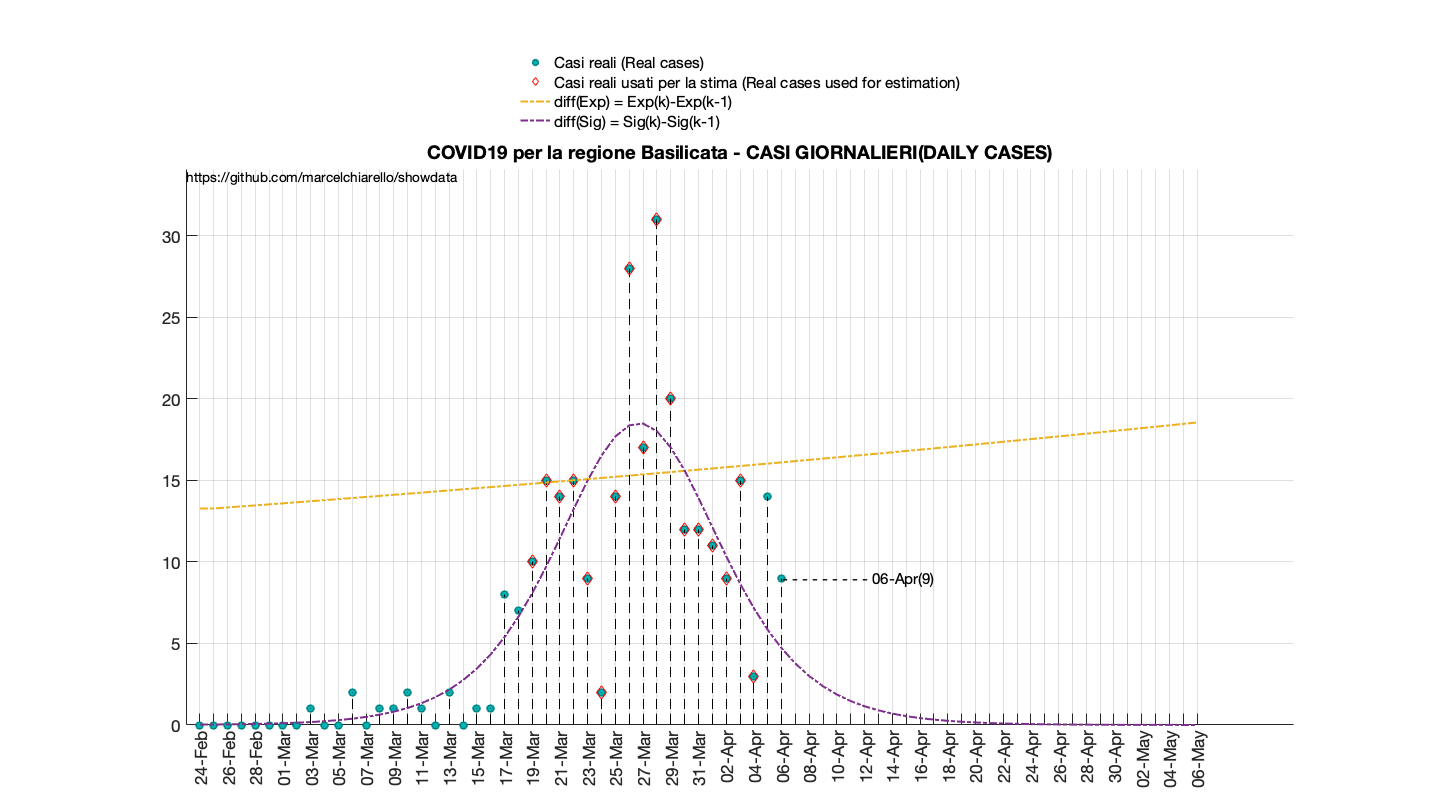 Casi reali (Real cases)
Casi reali usati per la stima (Real cases used for estimation)
diff(Exp) = Exp(k)-Exp(k-1)
diff(Sig) = Sig(k)-Sig(k-1)
COVID19 per la regione Basilicata - CASI GIORNALIERI(DAILY CASES)
https://github.com/marcelchiarello/showdata
30
25
20
15
10
5
0
06-Apr(9)
24-Feb
26-Feb
28-Feb
01-Mar
03-Mar
05-Mar
07-Mar
09-Mar
11-Mar
13-Mar
15-Mar
17-Mar
19-Mar
21-Mar
23-Mar
25-Mar
27-Mar
29-Mar
31-Mar
02-Apr
04-Apr
06-Apr
08-Apr
10-Apr
12-Apr
14-Apr
16-Apr
18-Apr
20-Apr
22-Apr
24-Apr
26-Apr
28-Apr
30-Apr
02-May
04-May
06-May